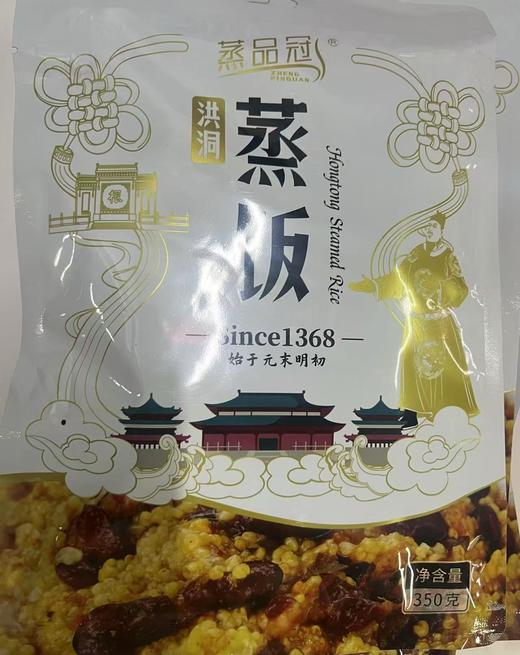 蒸品冠®
ZHENG
PINGUAN
洪洞
蒸饭
Hongtong Steamed Rice
根
Since1368
始于元末明初
净含量
350克